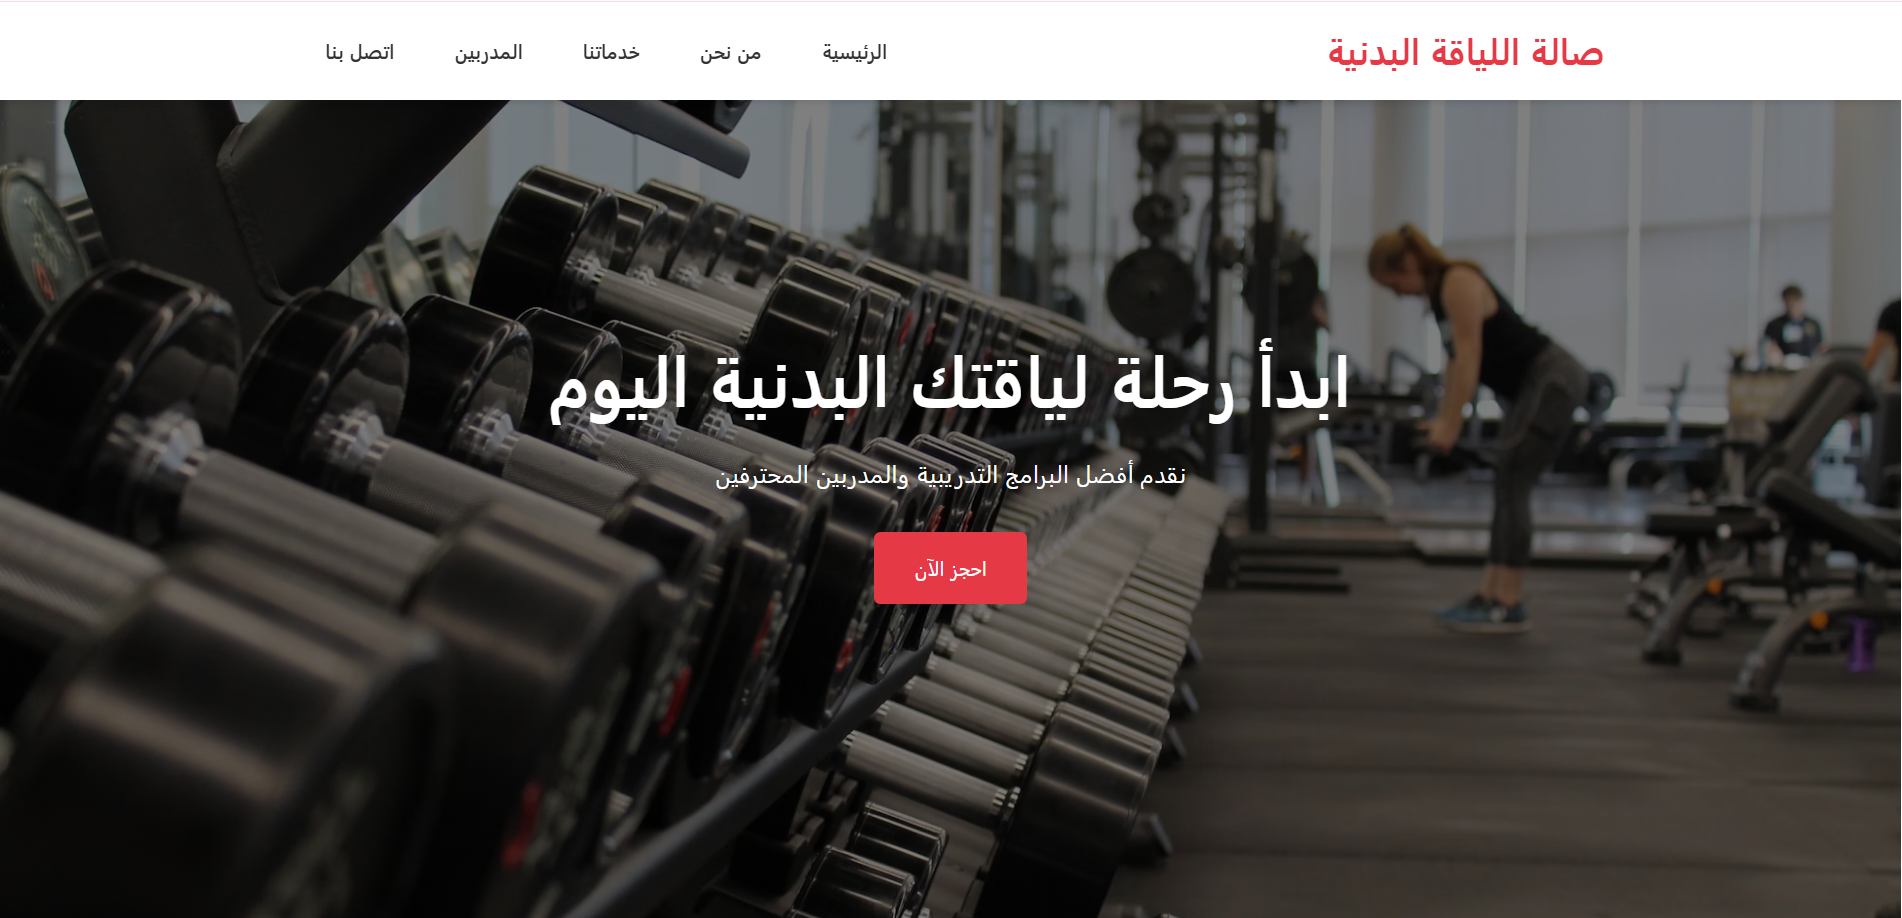 صالة اللياقة البدنية
الرئيسية من نحن خدماتنا المدربين اتصل بنا
ابدأ رحلة لياقتك البدنية اليوم
نقدم أفضل البرامج التدريبية والمدربين المحترفين
احجز الآن